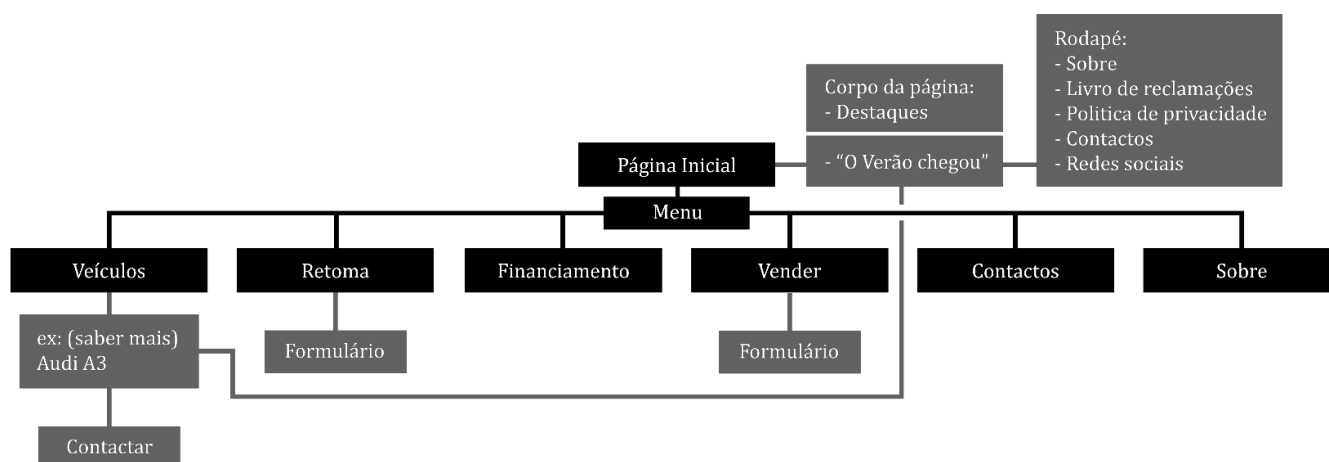 Rodapé:
- Sobre
- Livro de reclamações
- Politica de privacidade
- Contactos
- Redes sociais
Corpo da página:
- Destaques
- “O Verão chegou”
Página Inicial
Menu
Veículos
Retoma
Financiamento
Vender
Contactos
Sobre
ex: (saber mais)
Audi A3
Formulário
Formulário
Contactar